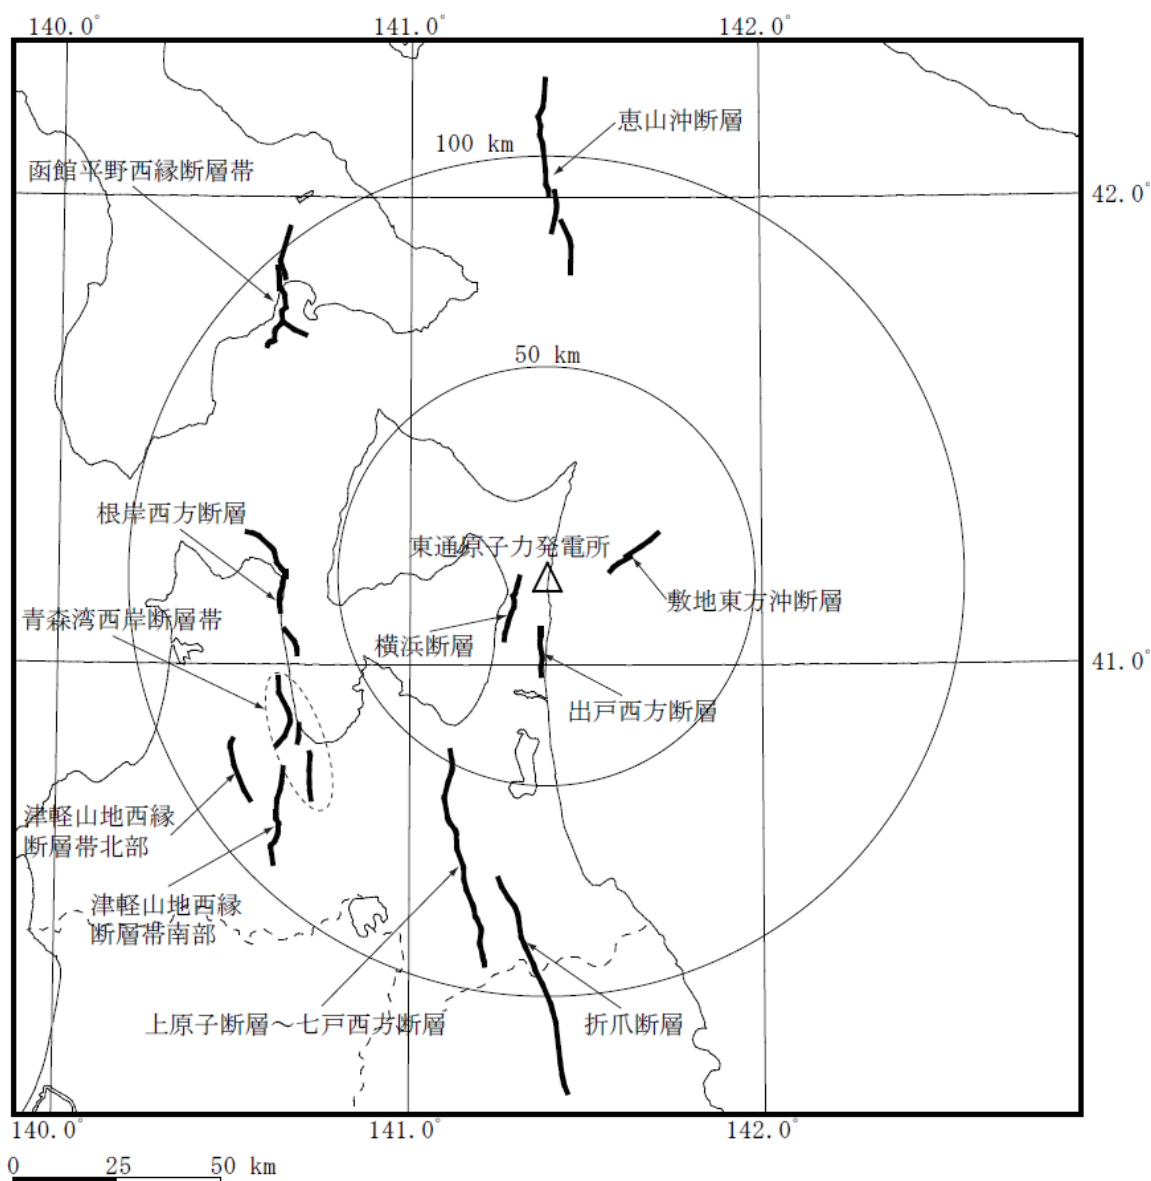 140.0°
141.0°
142.0°
恵山沖断層
100 km
函館平野西縁断層帯
42.0°
50 km
根岸西方断層
東通原子力発電所
敷地東方沖断層
青森湾西岸断層帯
横浜断層
41.0°
出戸西方断層
津軽山地西縁
断層帯北部
津軽山地西縁
断層帯南部
上原子断層~七戸西方断層
折爪断層
140.0°
141.0°
142.0°
0 25 50 km